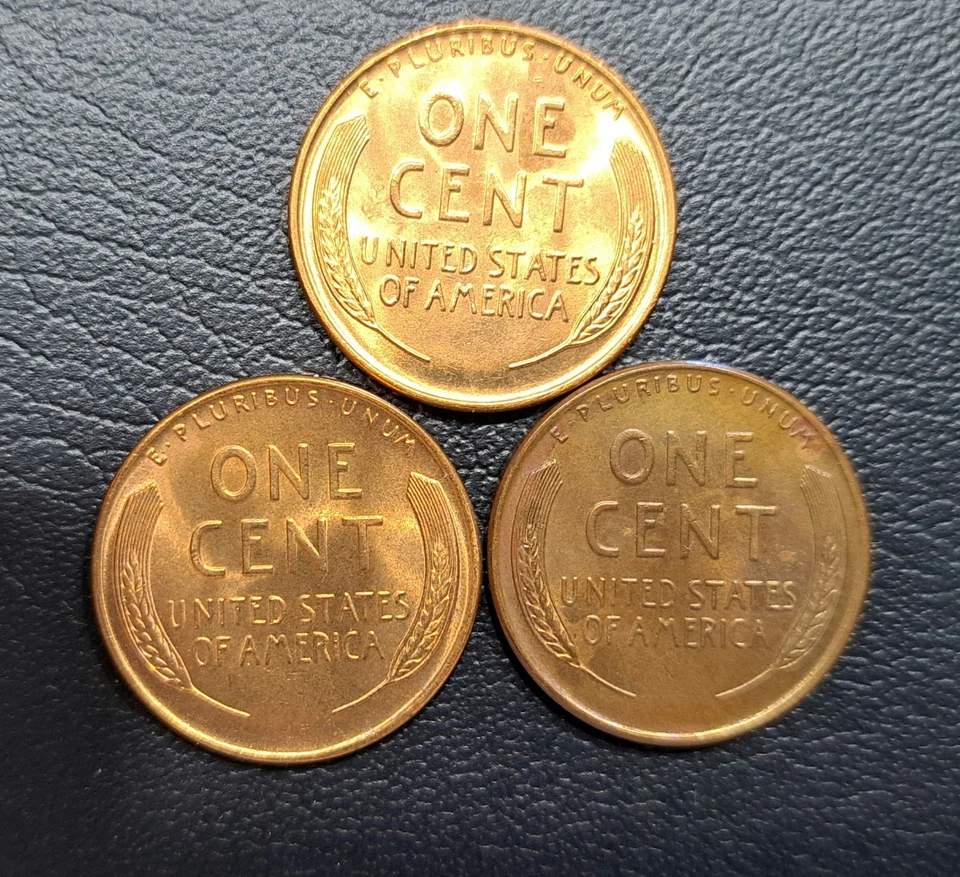 E·PLURIBUS·UNUM
ONE
CENT
UNITED STATES
OF AMERICA
E·PLURIBUS·UNUM
ONE
CENT
UNITED STATES
OF AMERICA
E·PLURIBUS·UNUM
ONE
CENT
UNITED STATES
OF AMERICA